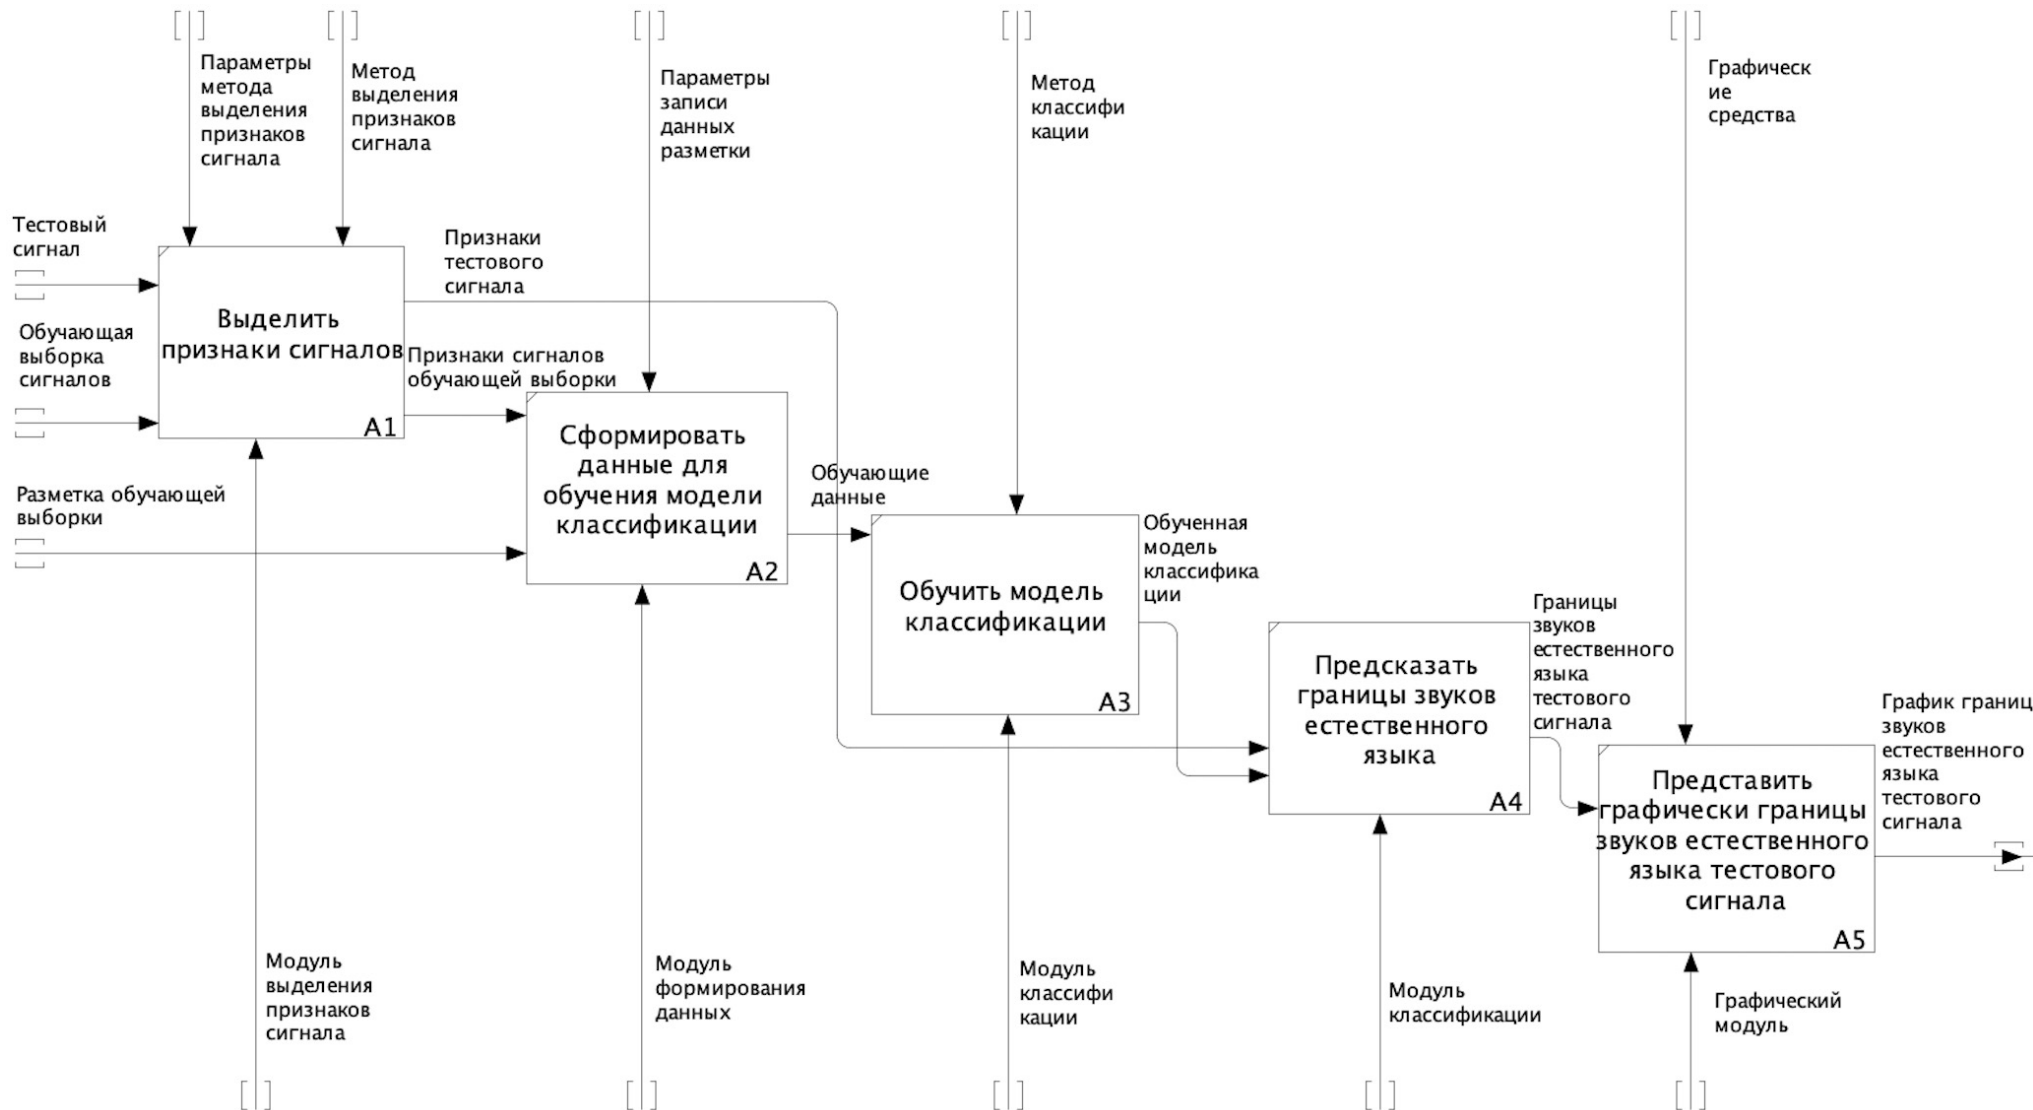 Параметры
метода
выделения
признаков
сигнала
Метод
выделения
признаков
сигнала
Параметры
записи
данных
разметки
Метод
классифи
кации
Графическ
ие
средства
Тестовый
сигнал
Обучающая
выборка
сигналов
Разметка обучающей
выборки
Выделить
признаки сигналов
A1
Признаки
тестового
сигнала
Признаки сигналов
обучающей выборки
Сформировать
данные для
обучения модели
классификации
A2
Обучающие
данные
Обучить модель
классификации
A3
Обученная
модель
классифика
ции
Предсказать
границы звуков
естественного
языка
A4
Границы
звуков
естественного
языка
тестового
сигнала
Представить
графически границы
звуков естественного
языка тестового
сигнала
A5
График границ
звуков
естественного
языка
тестового
сигнала
Модуль
выделения
признаков
сигнала
Модуль
формирования
данных
Модуль
классифи
кации
Модуль
классификации
Графический
модуль